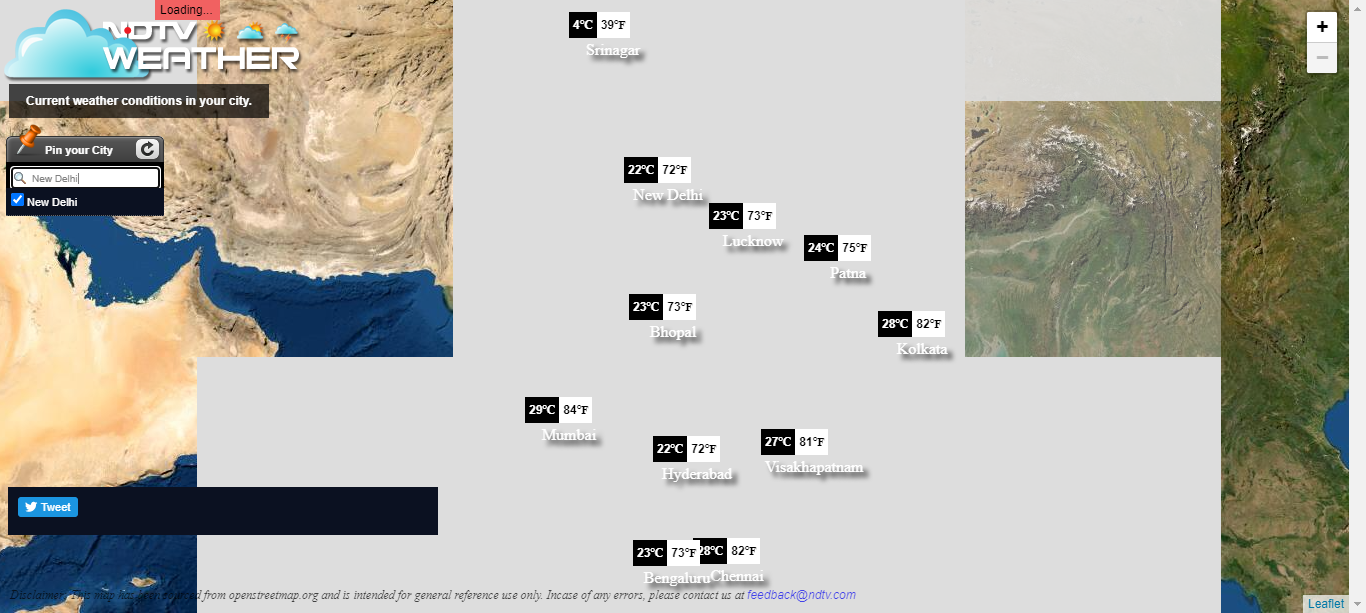 Loading...
NDTV
WEATHER
Current weather conditions in your city.
Pin your City
New Delhi
New Delhi
+
−
4°C 39°F
Srinagar
22°C 72°F
New Delhi
23°C 73°F
Lucknow
24°C 75°F
Patna
23°C 73°F
Bhopal
28°C 82°F
Kolkata
29°C 84°F
Mumbai
22°C 72°F
Hyderabad
27°C 81°F
Visakhapatnam
23°C 73°F
Bengaluru
28°C 82°F
Chennai
Tweet
Disclaimer: This map has been sourced from openstreetmap.org and is intended for general reference use only. Incase of any errors, please contact us at feedback@ndtv.com
Leaflet